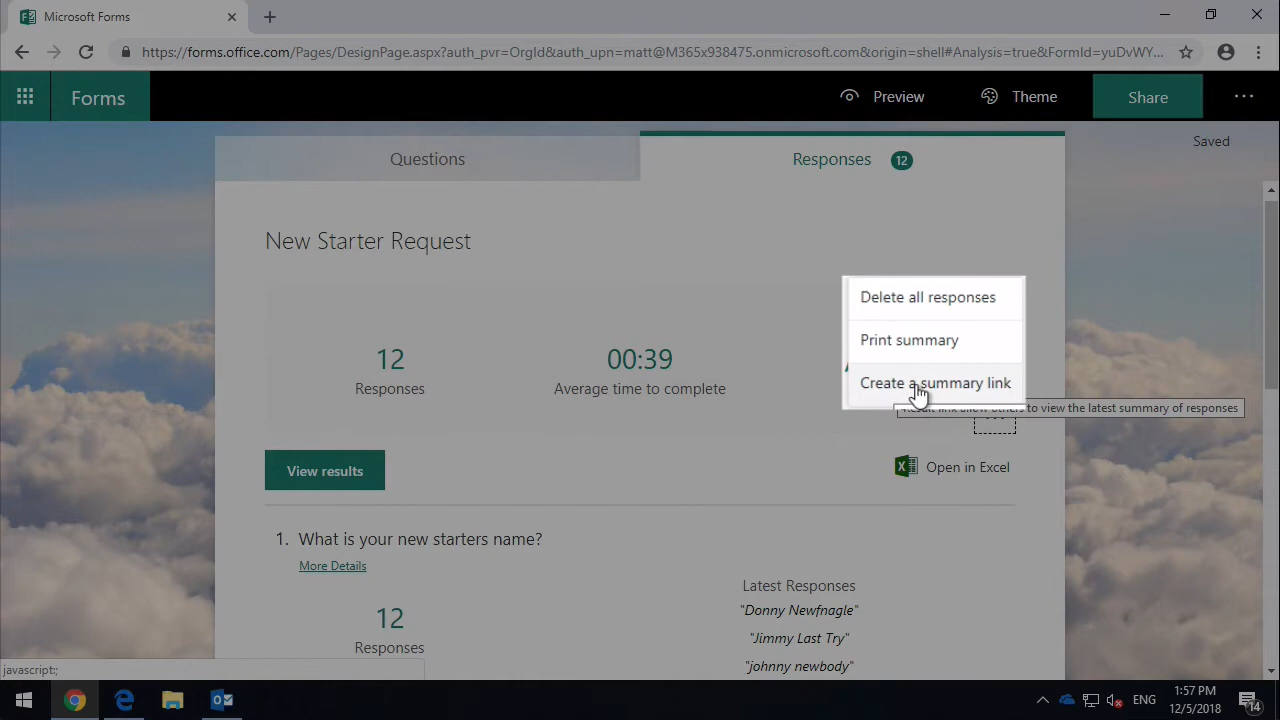 Microsoft Forms
https://forms.office.com/Pages/DesignPage.aspx?auth_pvr=OrgId&auth_upn=matt@M365x938475.onmicrosoft.com&origin=shell#Analysis=true&FormId=yuDvWY...
Forms
Preview
Theme
Share
...
Saved
Questions
Responses 12
New Starter Request
Delete all responses
Print summary
Create a summary link
Result link allow others to view the latest summary of responses
12
Responses
00:39
Average time to complete
View results
Open in Excel
1. What is your new starters name?
More Details
12
Responses
Latest Responses
"Donny Newfnagle"
"Jimmy Last Try"
"johnny newbody"
javascript:;
ENG
1:57 PM
12/5/2018
14